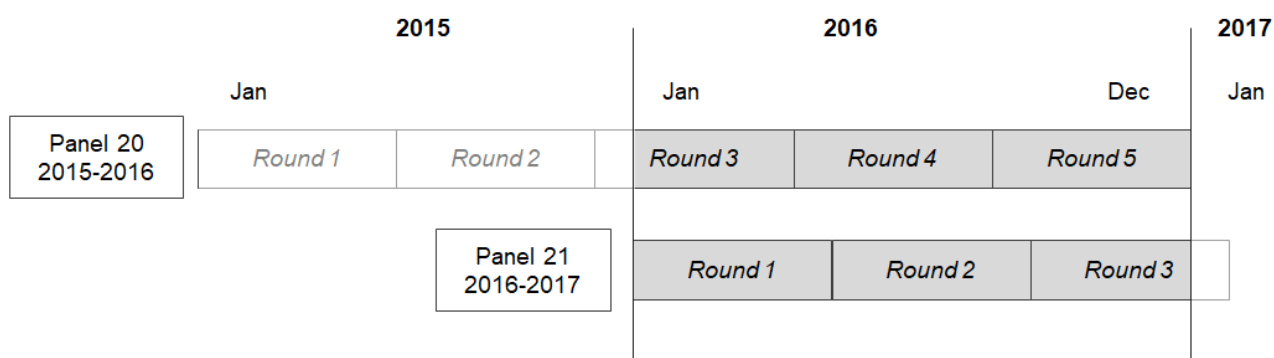 2015 2016 2017
Jan Jan Dec Jan
Panel 20
2015-2016
Round 1 Round 2 Round 3 Round 4 Round 5
Panel 21
2016-2017
Round 1 Round 2 Round 3